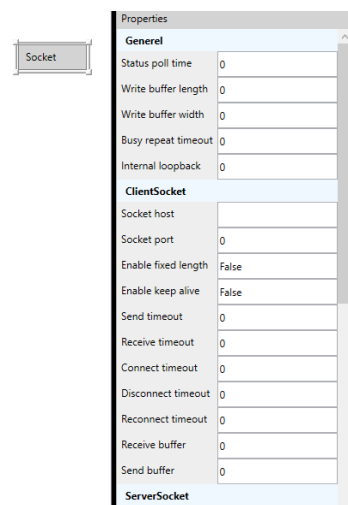 Properties
Generel
Socket
Status poll time 0
Write buffer length 0
Write buffer width 0
Busy repeat timeout 0
Internal loopback 0
ClientSocket
Socket host
Socket port 0
Enable fixed length False
Enable keep alive False
Send timeout 0
Receive timeout 0
Connect timeout 0
Disconnect timeout 0
Reconnect timeout 0
Receive buffer 0
Send buffer 0
ServerSocket